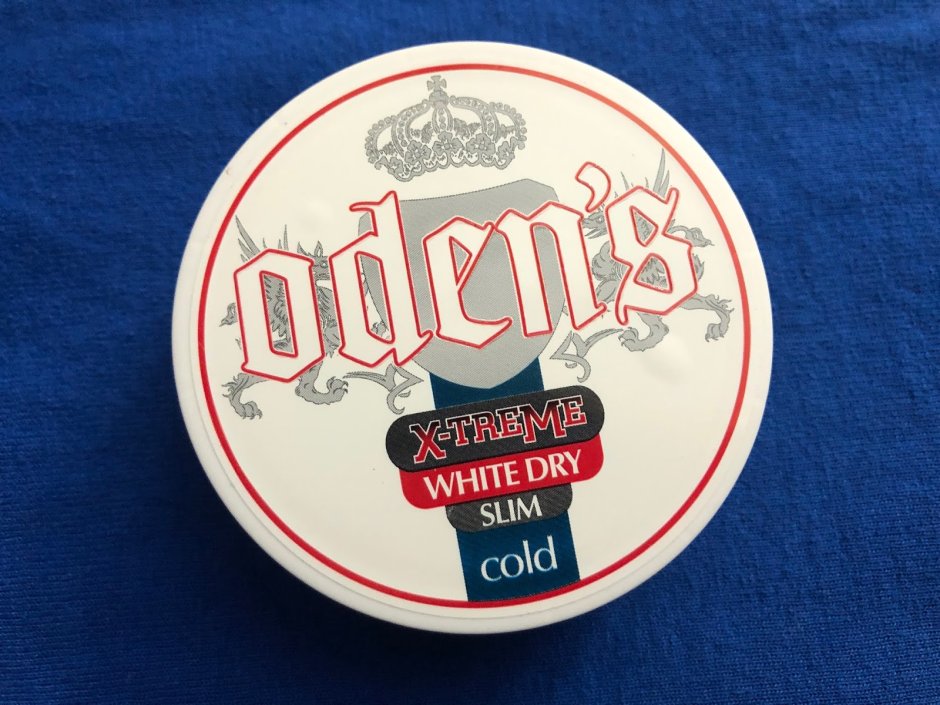 oden's
X-TREME
WHITE DRY
SLIM
cold